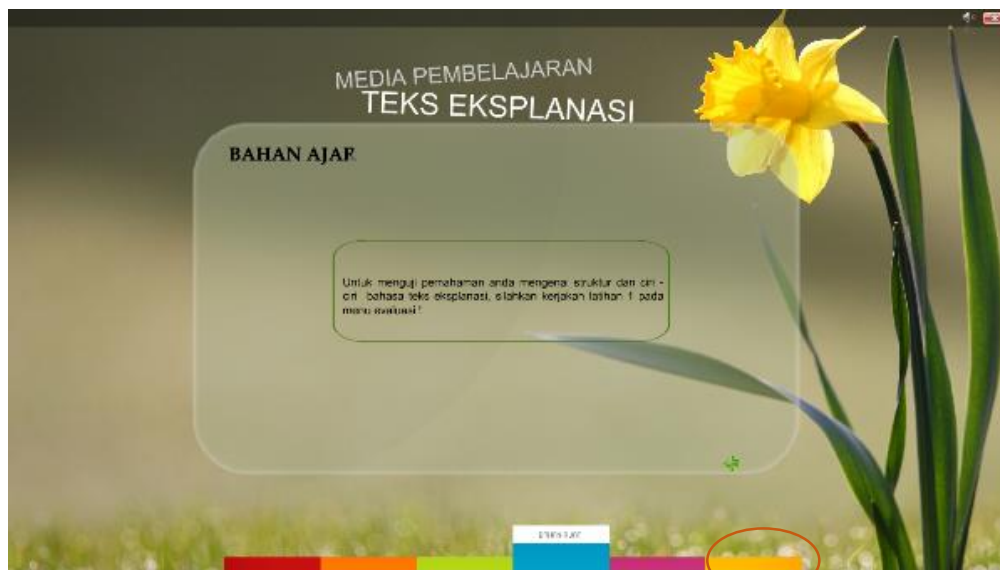 MEDIA PEMBELAJARAN
TEKS EKSPLANASI
BAHAN AJAR
Untuk menguji pemahaman anda mengenai struktur dan ciri -
ciri bahasa teks eksplanasi, silahkan kerjakan latihan 1 pada
menu evaluasi !